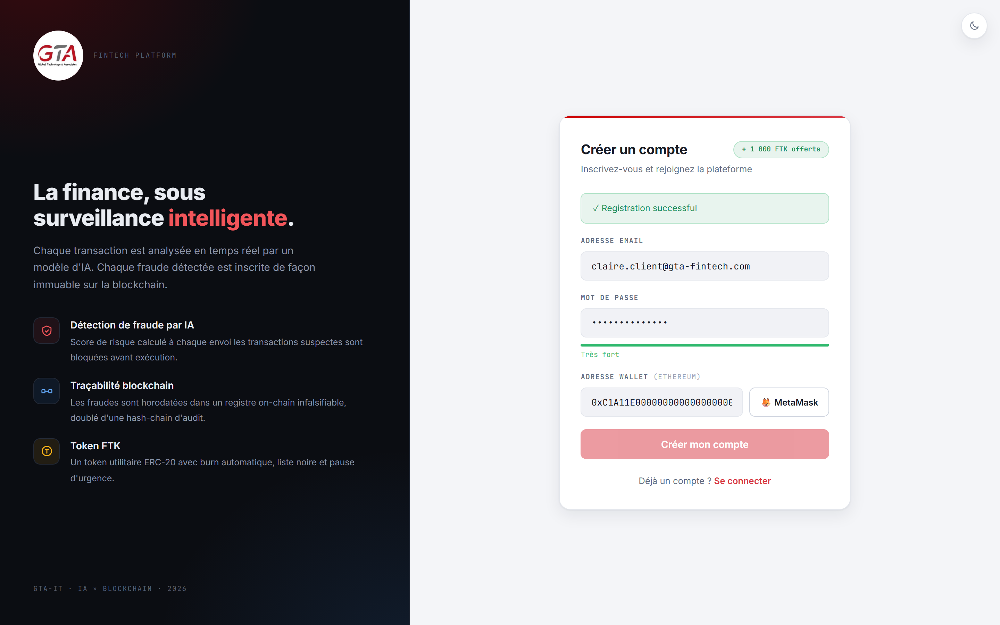 GTA
Global Technology & Associates
FINTECH PLATFORM
La finance, sous
surveillance intelligente.
Chaque transaction est analysée en temps réel par un
modèle d'IA. Chaque fraude détectée est inscrite de façon
immuable sur la blockchain.
Détection de fraude par IA
Score de risque calculé à chaque envoi les transactions suspectes sont
bloquées avant exécution.
Traçabilité blockchain
Les fraudes sont horodatées dans un registre on-chain infalsifiable,
doublé d'une hash-chain d'audit.
Token FTK
Un token utilitaire ERC-20 avec burn automatique, liste noire et pause
d'urgence.
GTA-IT · IA × BLOCKCHAIN · 2026
Créer un compte
+ 1 000 FTK offerts
Inscrivez-vous et rejoignez la plateforme
✓ Registration successful
ADRESSE EMAIL
claire.client@gta-fintech.com
MOT DE PASSE
••••••••••••••
Très fort
ADRESSE WALLET (ETHEREUM)
0xC1A11E000000000000000000
MetaMask
Créer mon compte
Déjà un compte ? Se connecter